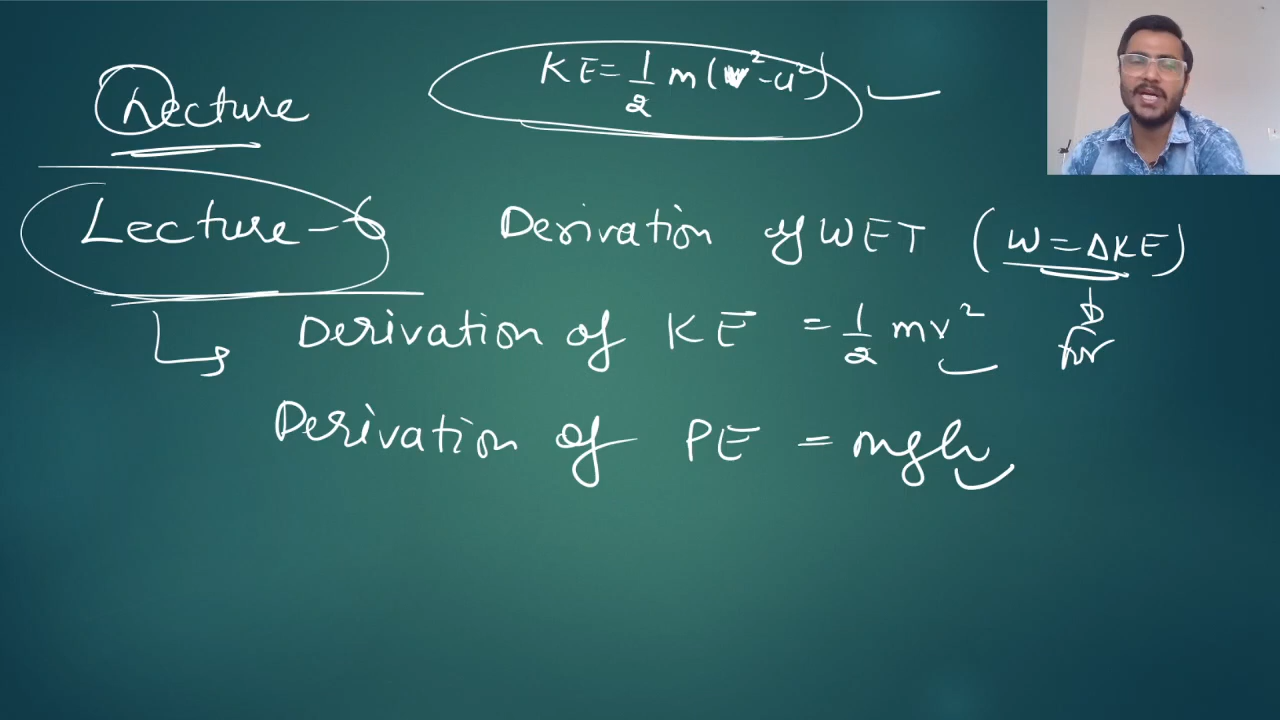 KE = 1/2 m(v²-u²)
Lecture
Lecture-6 Derivation of WET (W = ΔKE)
Derivation of KE = 1/2 mv²
Derivation of PE = mgh